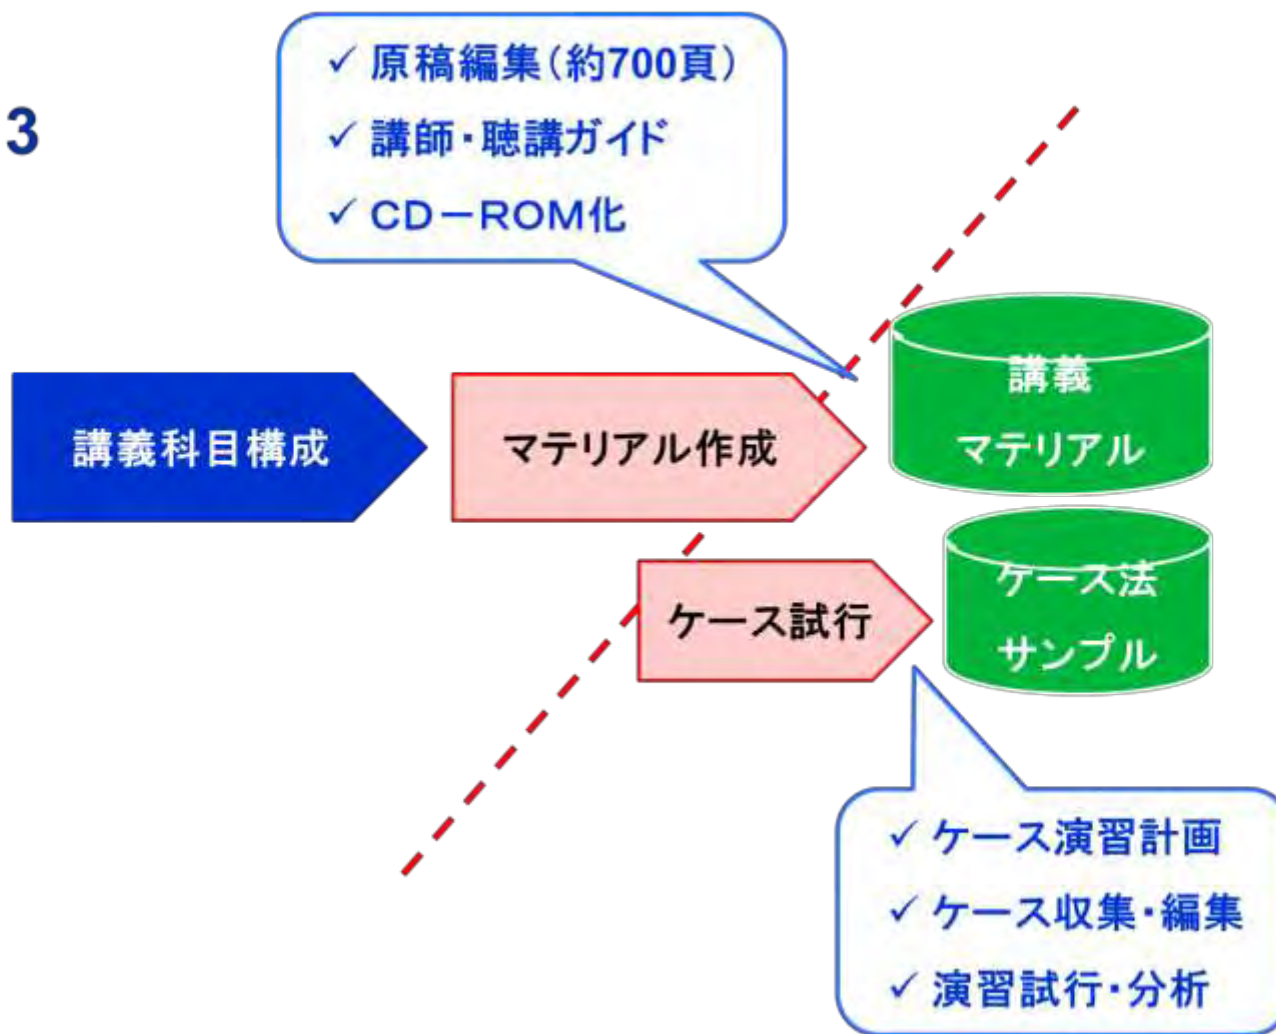 ✓ 原稿編集(約700頁)
3
✓ 講師・聴講ガイド
✓ CD－ROM化
講義
マテリアル
講義科目構成
マテリアル作成
ケース法
サンプル
ケース試行
✓ ケース演習計画
✓ ケース収集・編集
✓ 演習試行・分析